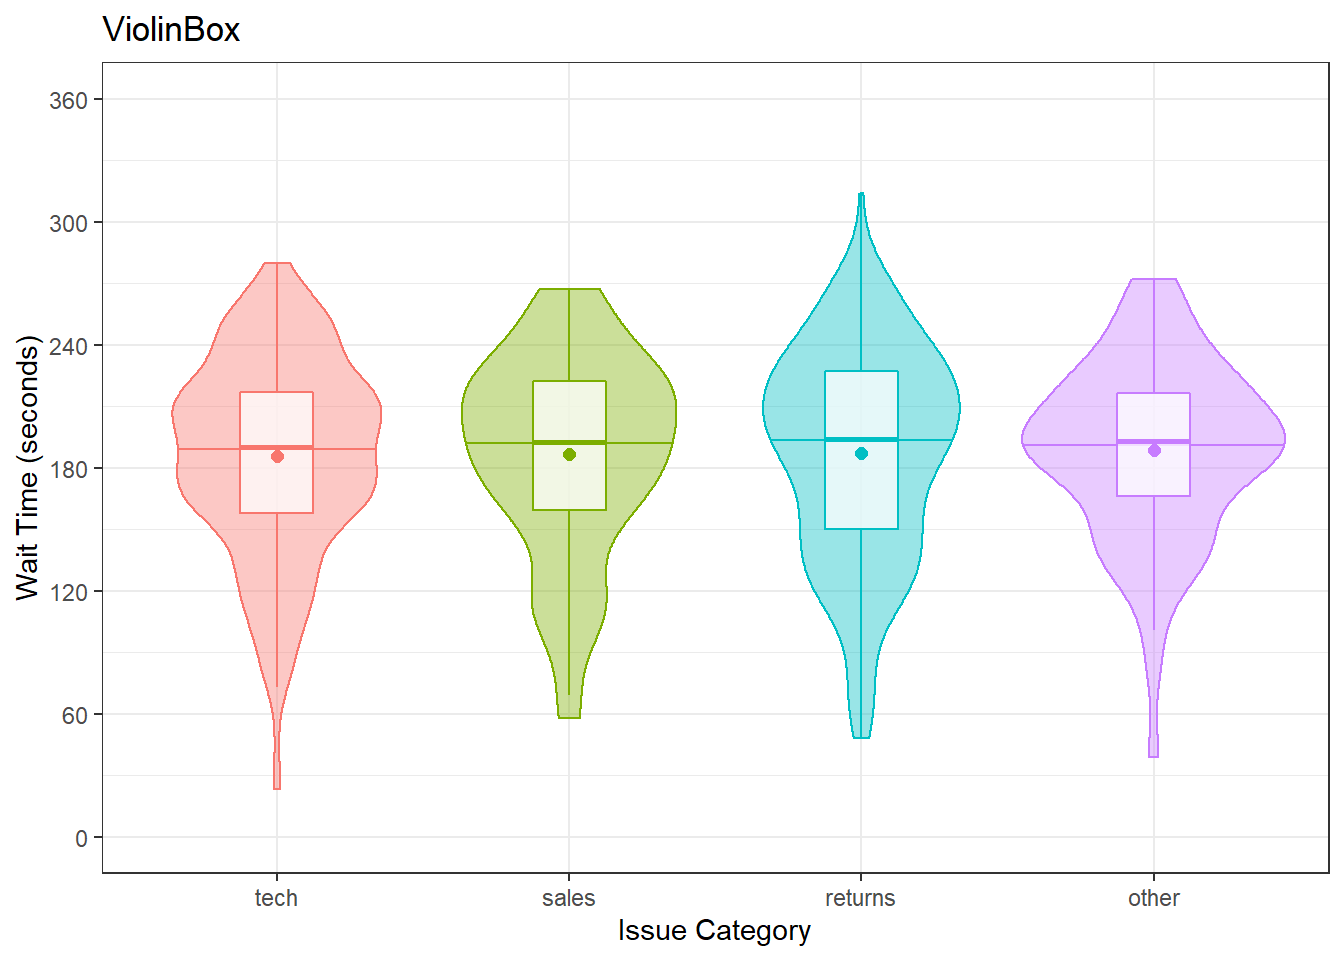 ViolinBox
Wait Time (seconds)
360
300
240
180
120
60
0
tech sales returns other
Issue Category